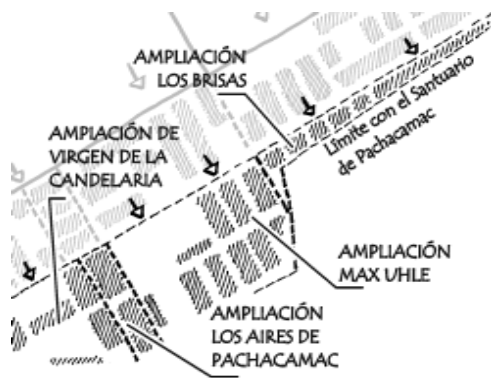 AMPLIACIÓN
LOS BRISAS
Límite con el Santuario
de Pachacamac
AMPLACIÓN DE
VIRGEN DE LA
CANDELARIA
AMPLIACIÓN
MAX UHLE
AMPLIACIÓN
LOS AIRES DE
PACHACAMAC